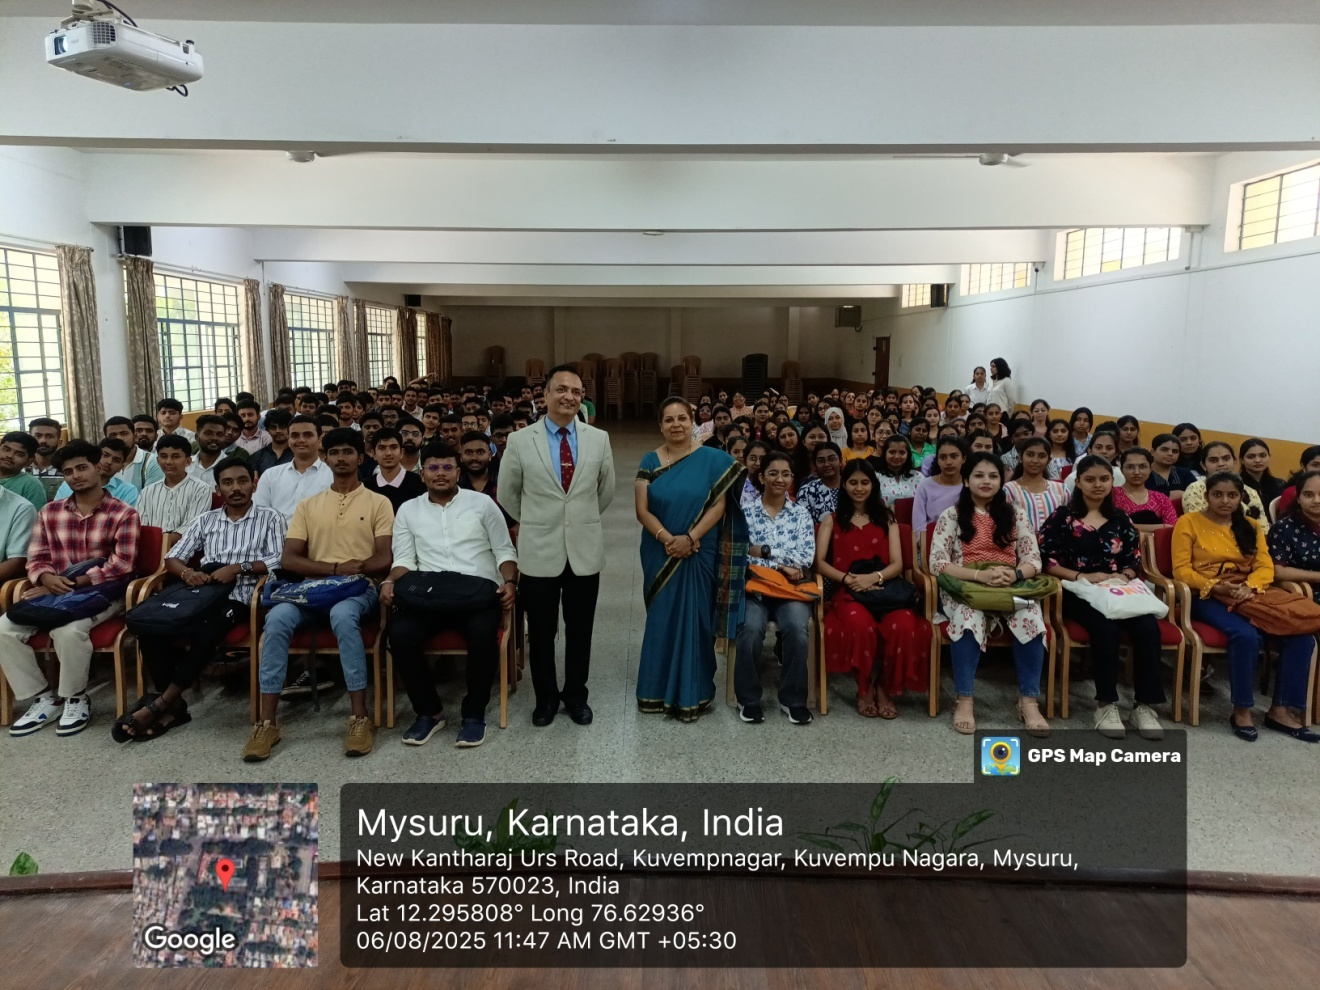 GPS Map Camera
Mysuru, Karnataka, India
New Kantharaj Urs Road, Kuvempnagar, Kuvempu Nagara, Mysuru,
Karnataka 570023, India
Lat 12.295808° Long 76.62936°
06/08/2025 11:47 AM GMT +05:30
Google